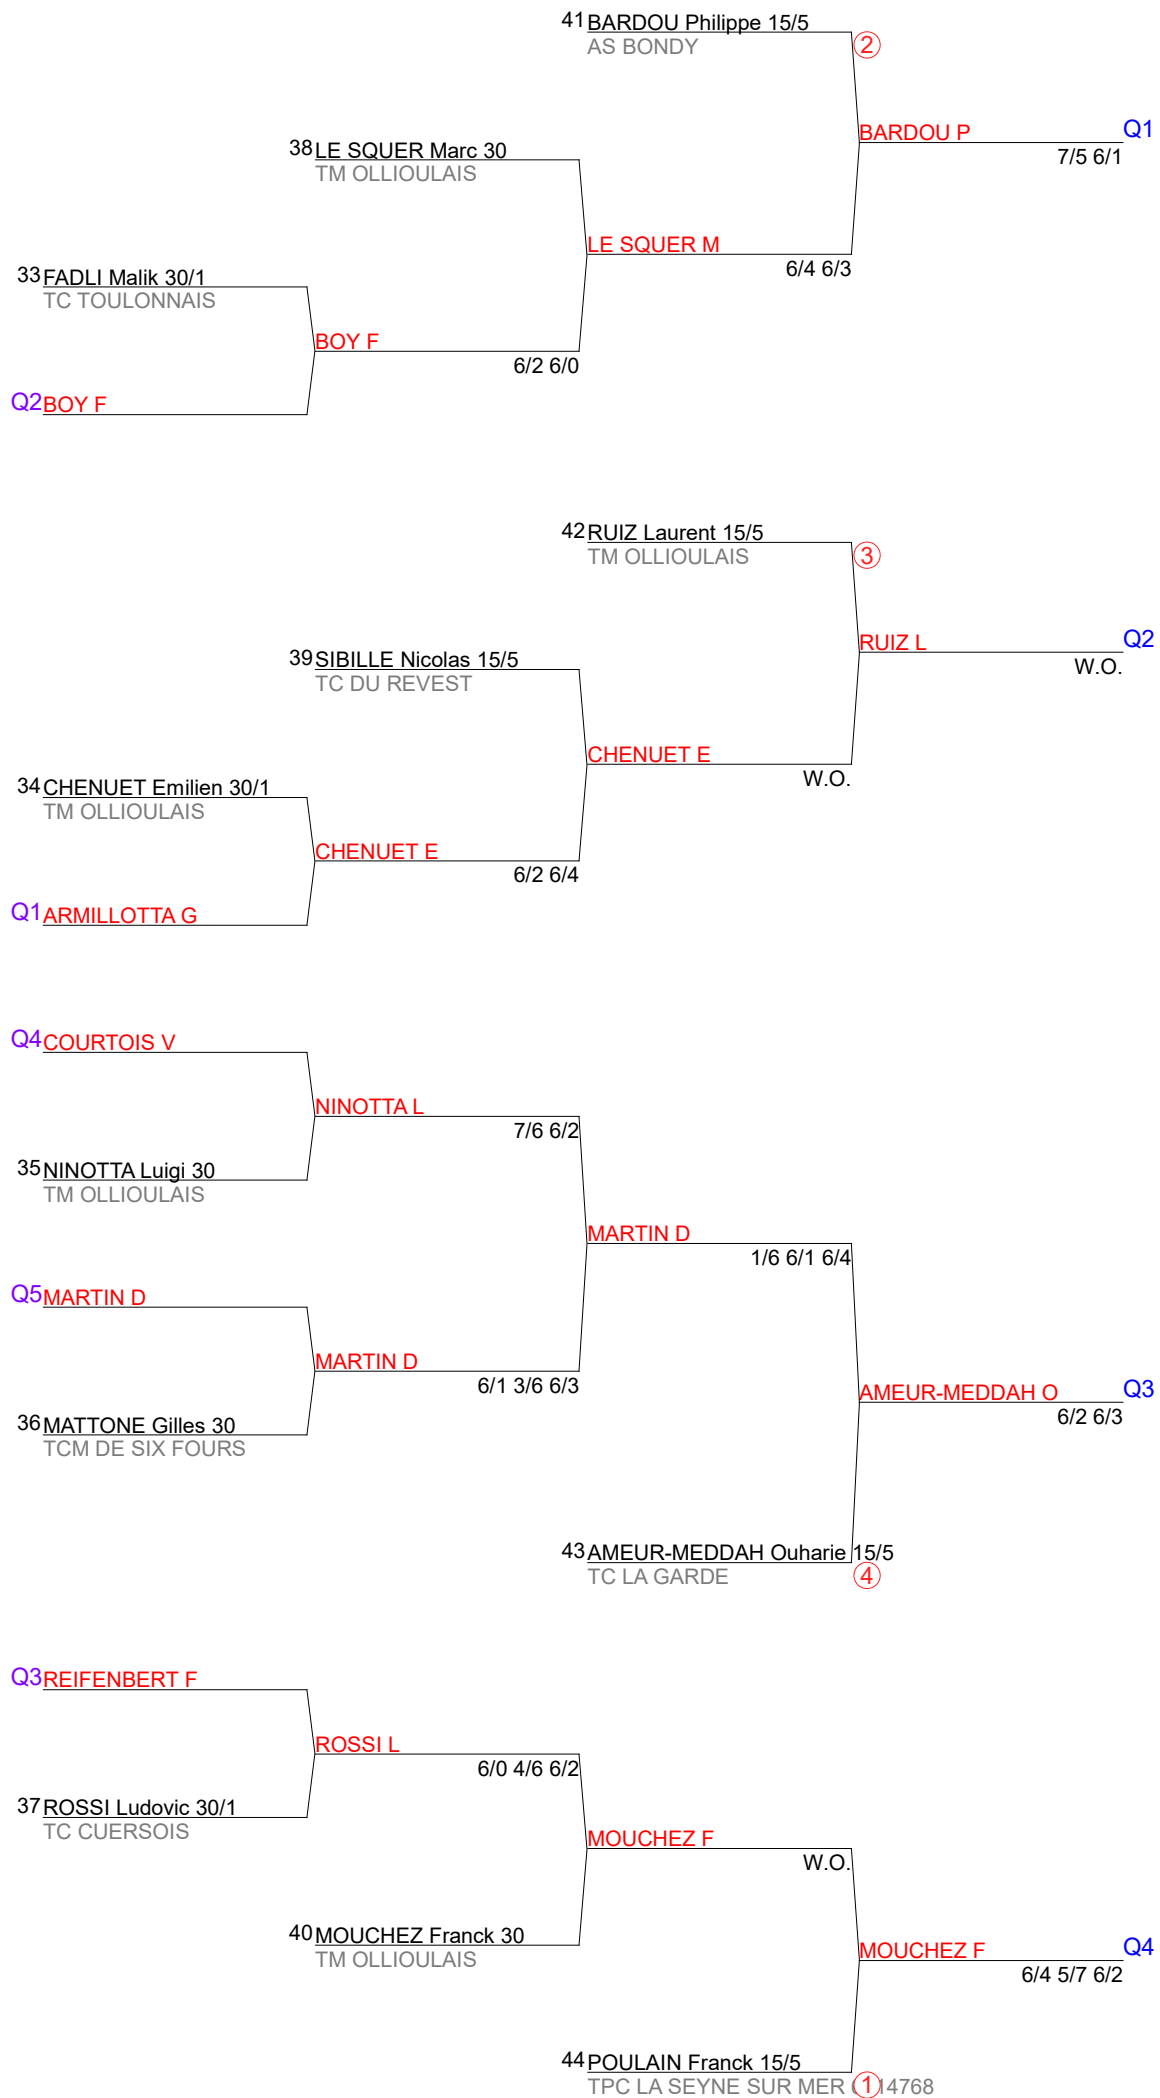 41 BARDOU Philippe 15/5
AS BONDY
2
BARDOU P Q1
7/5 6/1
38 LE SQUER Marc 30
TM OLLIOULAIS
LE SQUER M
6/4 6/3
33 FADLI Malik 30/1
TC TOULONNAIS
BOY F
6/2 6/0
Q2 BOY F
42 RUIZ Laurent 15/5
TM OLLIOULAIS
3
RUIZ L Q2
W.O.
39 SIBILLE Nicolas 15/5
TC DU REVEST
CHENUET E
W.O.
34 CHENUET Emilien 30/1
TM OLLIOULAIS
CHENUET E
6/2 6/4
Q1 ARMILLOTTA G
Q4 COURTOIS V
NINOTTA L
7/6 6/2
35 NINOTTA Luigi 30
TM OLLIOULAIS
MARTIN D
1/6 6/1 6/4
Q5 MARTIN D
MARTIN D
6/1 3/6 6/3
AMEUR-MEDDAH O Q3
6/2 6/3
36 MATTONE Gilles 30
TCM DE SIX FOURS
43 AMEUR-MEDDAH Ouharie 15/5
TC LA GARDE
4
Q3 REIFENBERT F
ROSSI L
6/0 4/6 6/2
37 ROSSI Ludovic 30/1
TC CUERSOIS
MOUCHEZ F
W.O.
40 MOUCHEZ Franck 30
TM OLLIOULAIS
MOUCHEZ F Q4
6/4 5/7 6/2
44 POULAIN Franck 15/5
TPC LA SEYNE SUR MER
1
14768